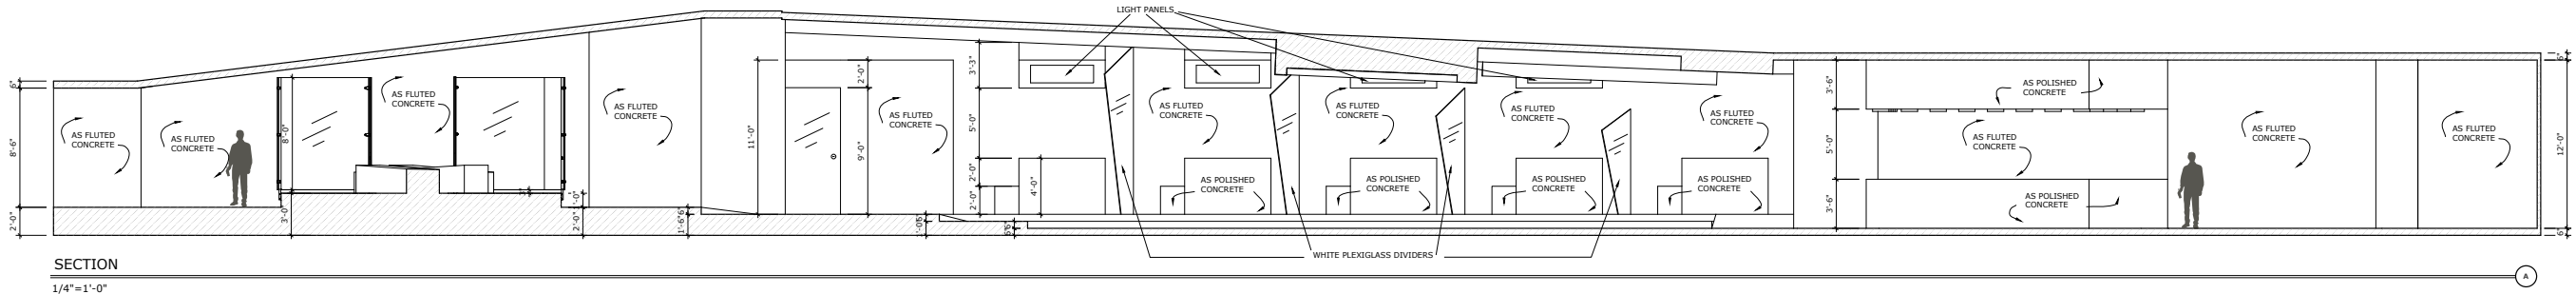 LIGHT PANELS
6"
8'-6"
2'-0"
AS FLUTED
CONCRETE
AS FLUTED
CONCRETE
8'-0"
3'-0"
AS FLUTED
CONCRETE
3"
1'-0"
2'-0"
AS FLUTED
CONCRETE
6"
1'-6"
11'-0"
2'-0"
9'-0"
AS FLUTED
CONCRETE
3'-3"
5'-0"
2'-0"
2'-0"
4'-0"
AS FLUTED
CONCRETE
AS POLISHED
CONCRETE
AS FLUTED
CONCRETE
AS POLISHED
CONCRETE
AS FLUTED
CONCRETE
AS POLISHED
CONCRETE
AS FLUTED
CONCRETE
AS POLISHED
CONCRETE
WHITE PLEXIGLASS DIVIDERS
3'-6"
5'-0"
3'-6"
AS POLISHED
CONCRETE
AS FLUTED
CONCRETE
AS POLISHED
CONCRETE
AS FLUTED
CONCRETE
AS FLUTED
CONCRETE
6"
12'-0"
6"
SECTION
A
1/4"=1'-0"